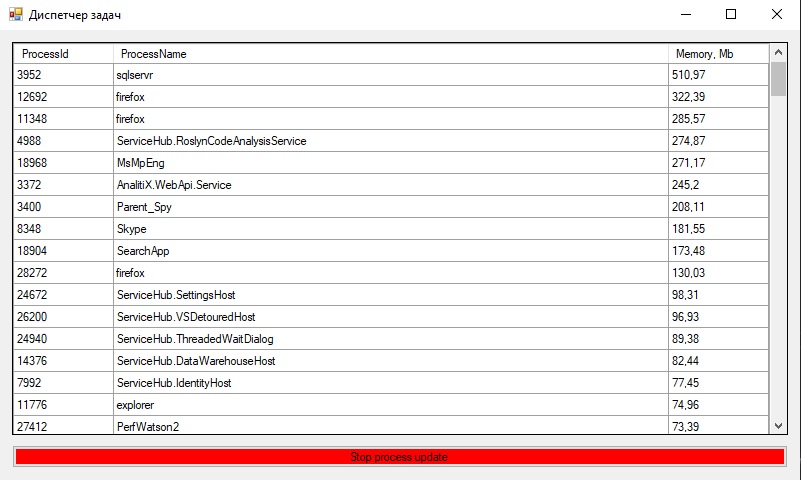 Диспетчер задач
ProcessId ProcessName Memory, Mb
3952 sqlservr 510,97
12692 firefox 322,39
11348 firefox 285,57
4988 ServiceHub.RoslynCodeAnalysisService 274,87
18968 MsMpEng 271,17
3372 AnalitiX.WebApi.Service 245,2
3400 Parent_Spy 208,11
8348 Skype 181,55
18904 SearchApp 173,48
28272 firefox 130,03
24672 ServiceHub.SettingsHost 98,31
26200 ServiceHub.VSDetouredHost 96,93
24940 ServiceHub.ThreadedWaitDialog 89,38
14376 ServiceHub.DataWarehouseHost 82,44
7992 ServiceHub.IdentityHost 77,45
11776 explorer 74,96
27412 PerfWatson2 73,39
Stop process update